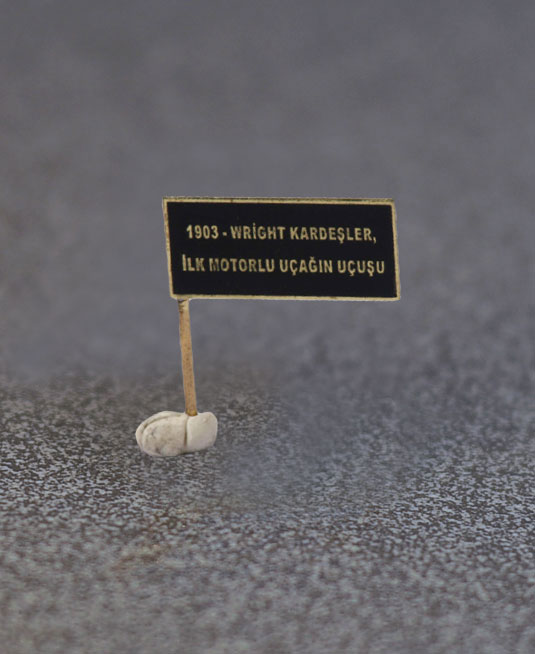 1903 - WRİGHT KARDEŞLER,
İLK MOTORLU UÇAĞIN UÇUŞU